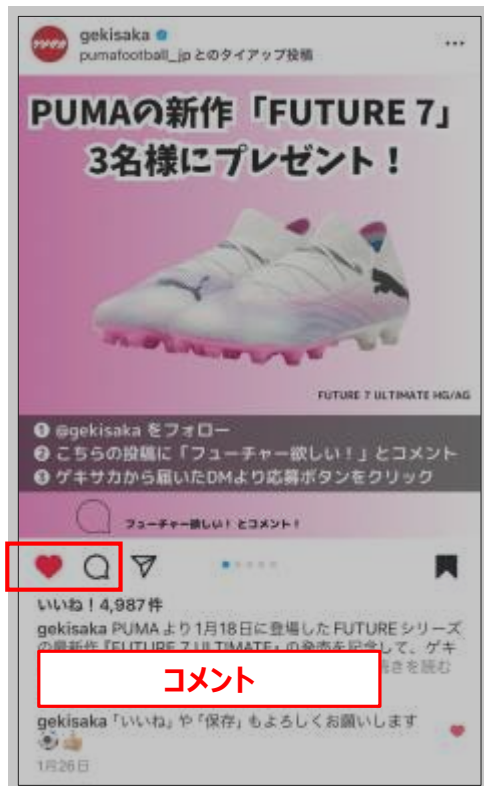 gekisaka
pumafootball_jp とのタイアップ投稿
PUMAの新作「FUTURE 7」
3名様にプレゼント！
FUTURE 7 ULTIMATE HG/AG
❶ @gekisaka をフォロー
❷ こちらの投稿に「フューチャー欲しい！」とコメント
❸ ゲキサカから届いたDMより応募ボタンをクリック
フューチャー欲しい！ とコメント！
いいね！4,987件
gekisaka PUMAより1月18日に登場したFUTUREシリーズ
の最新作『FUTURE 7 ULTIMATE』の発売を記念して、ゲキ
続きを読む
コメント
gekisaka「いいね」や「保存」もよろしくお願いします
⚽👍
1月26日